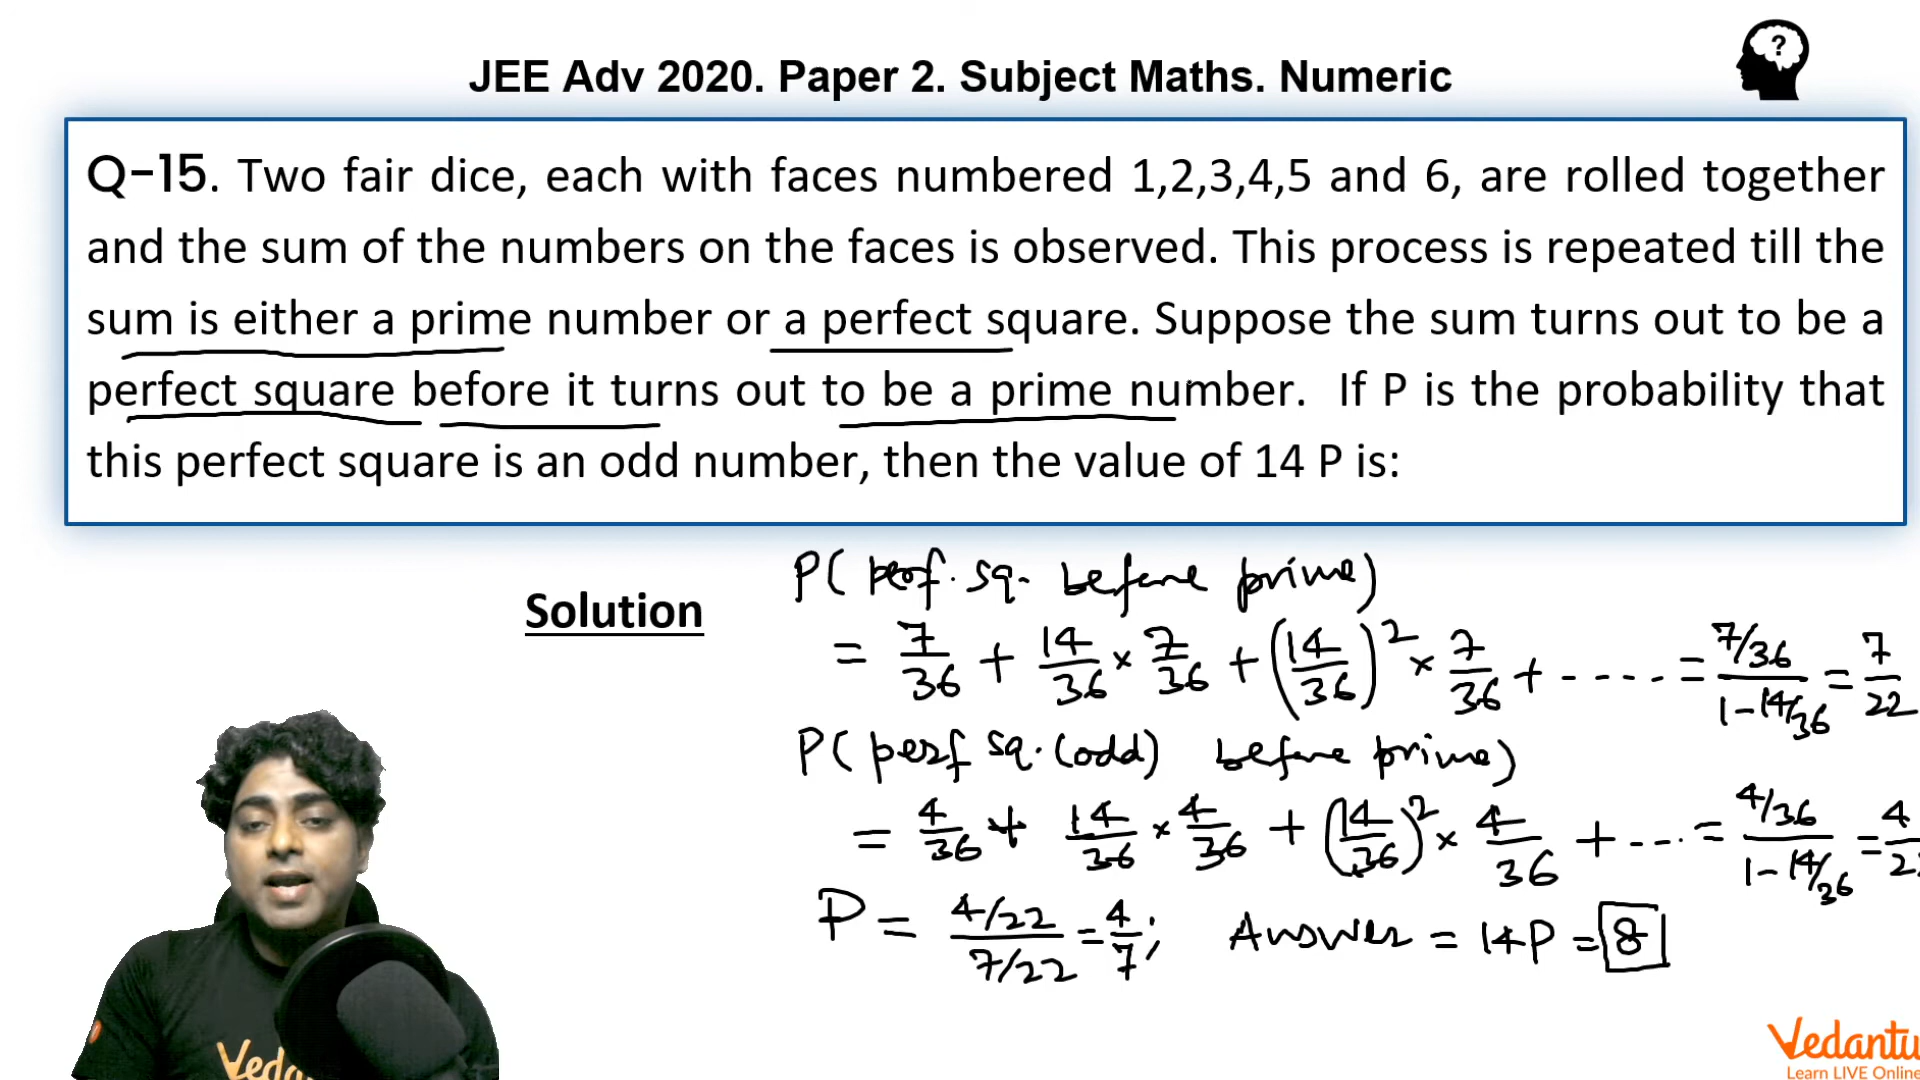 ?
JEE Adv 2020. Paper 2. Subject Maths. Numeric
Q-15. Two fair dice, each with faces numbered 1,2,3,4,5 and 6, are rolled together
and the sum of the numbers on the faces is observed. This process is repeated till the
sum is either a prime number or a perfect square. Suppose the sum turns out to be a
perfect square before it turns out to be a prime number. If P is the probability that
this perfect square is an odd number, then the value of 14 P is:
Solution
P( perf. sq. before prime)
= 7/36 + 14/36 × 7/36 + (14/36)² × 7/36 + ..... = (7/36)/(1-14/36) = 7/22
P( perf sq. (odd) before prime)
= 4/36 + 14/36 × 4/36 + (14/36)² × 4/36 + .... = (4/36)/(1-14/36) = 4/2
P = (4/22)/(7/22) = 4/7; Answer = 14P = 8
Veda
Vedantu
Learn LIVE Online